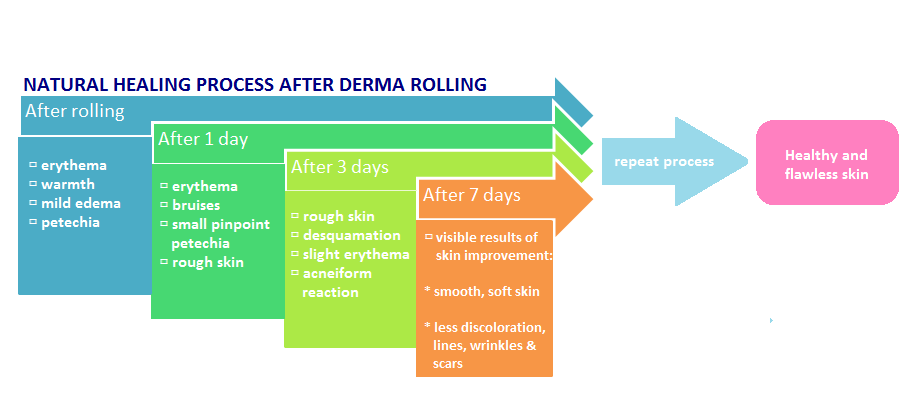 NATURAL HEALING PROCESS AFTER DERMA ROLLING
After rolling
▫ erythema
▫ warmth
▫ mild edema
▫ petechia
After 1 day
▫ erythema
▫ bruises
▫ small pinpoint
petechia
▫ rough skin
After 3 days
▫ rough skin
▫ desquamation
▫ slight erythema
▫ acneiform
reaction
After 7 days
▫ visible results of
skin improvement:
* smooth, soft skin
* less discoloration,
lines, wrinkles &
scars
repeat process
Healthy and
flawless skin